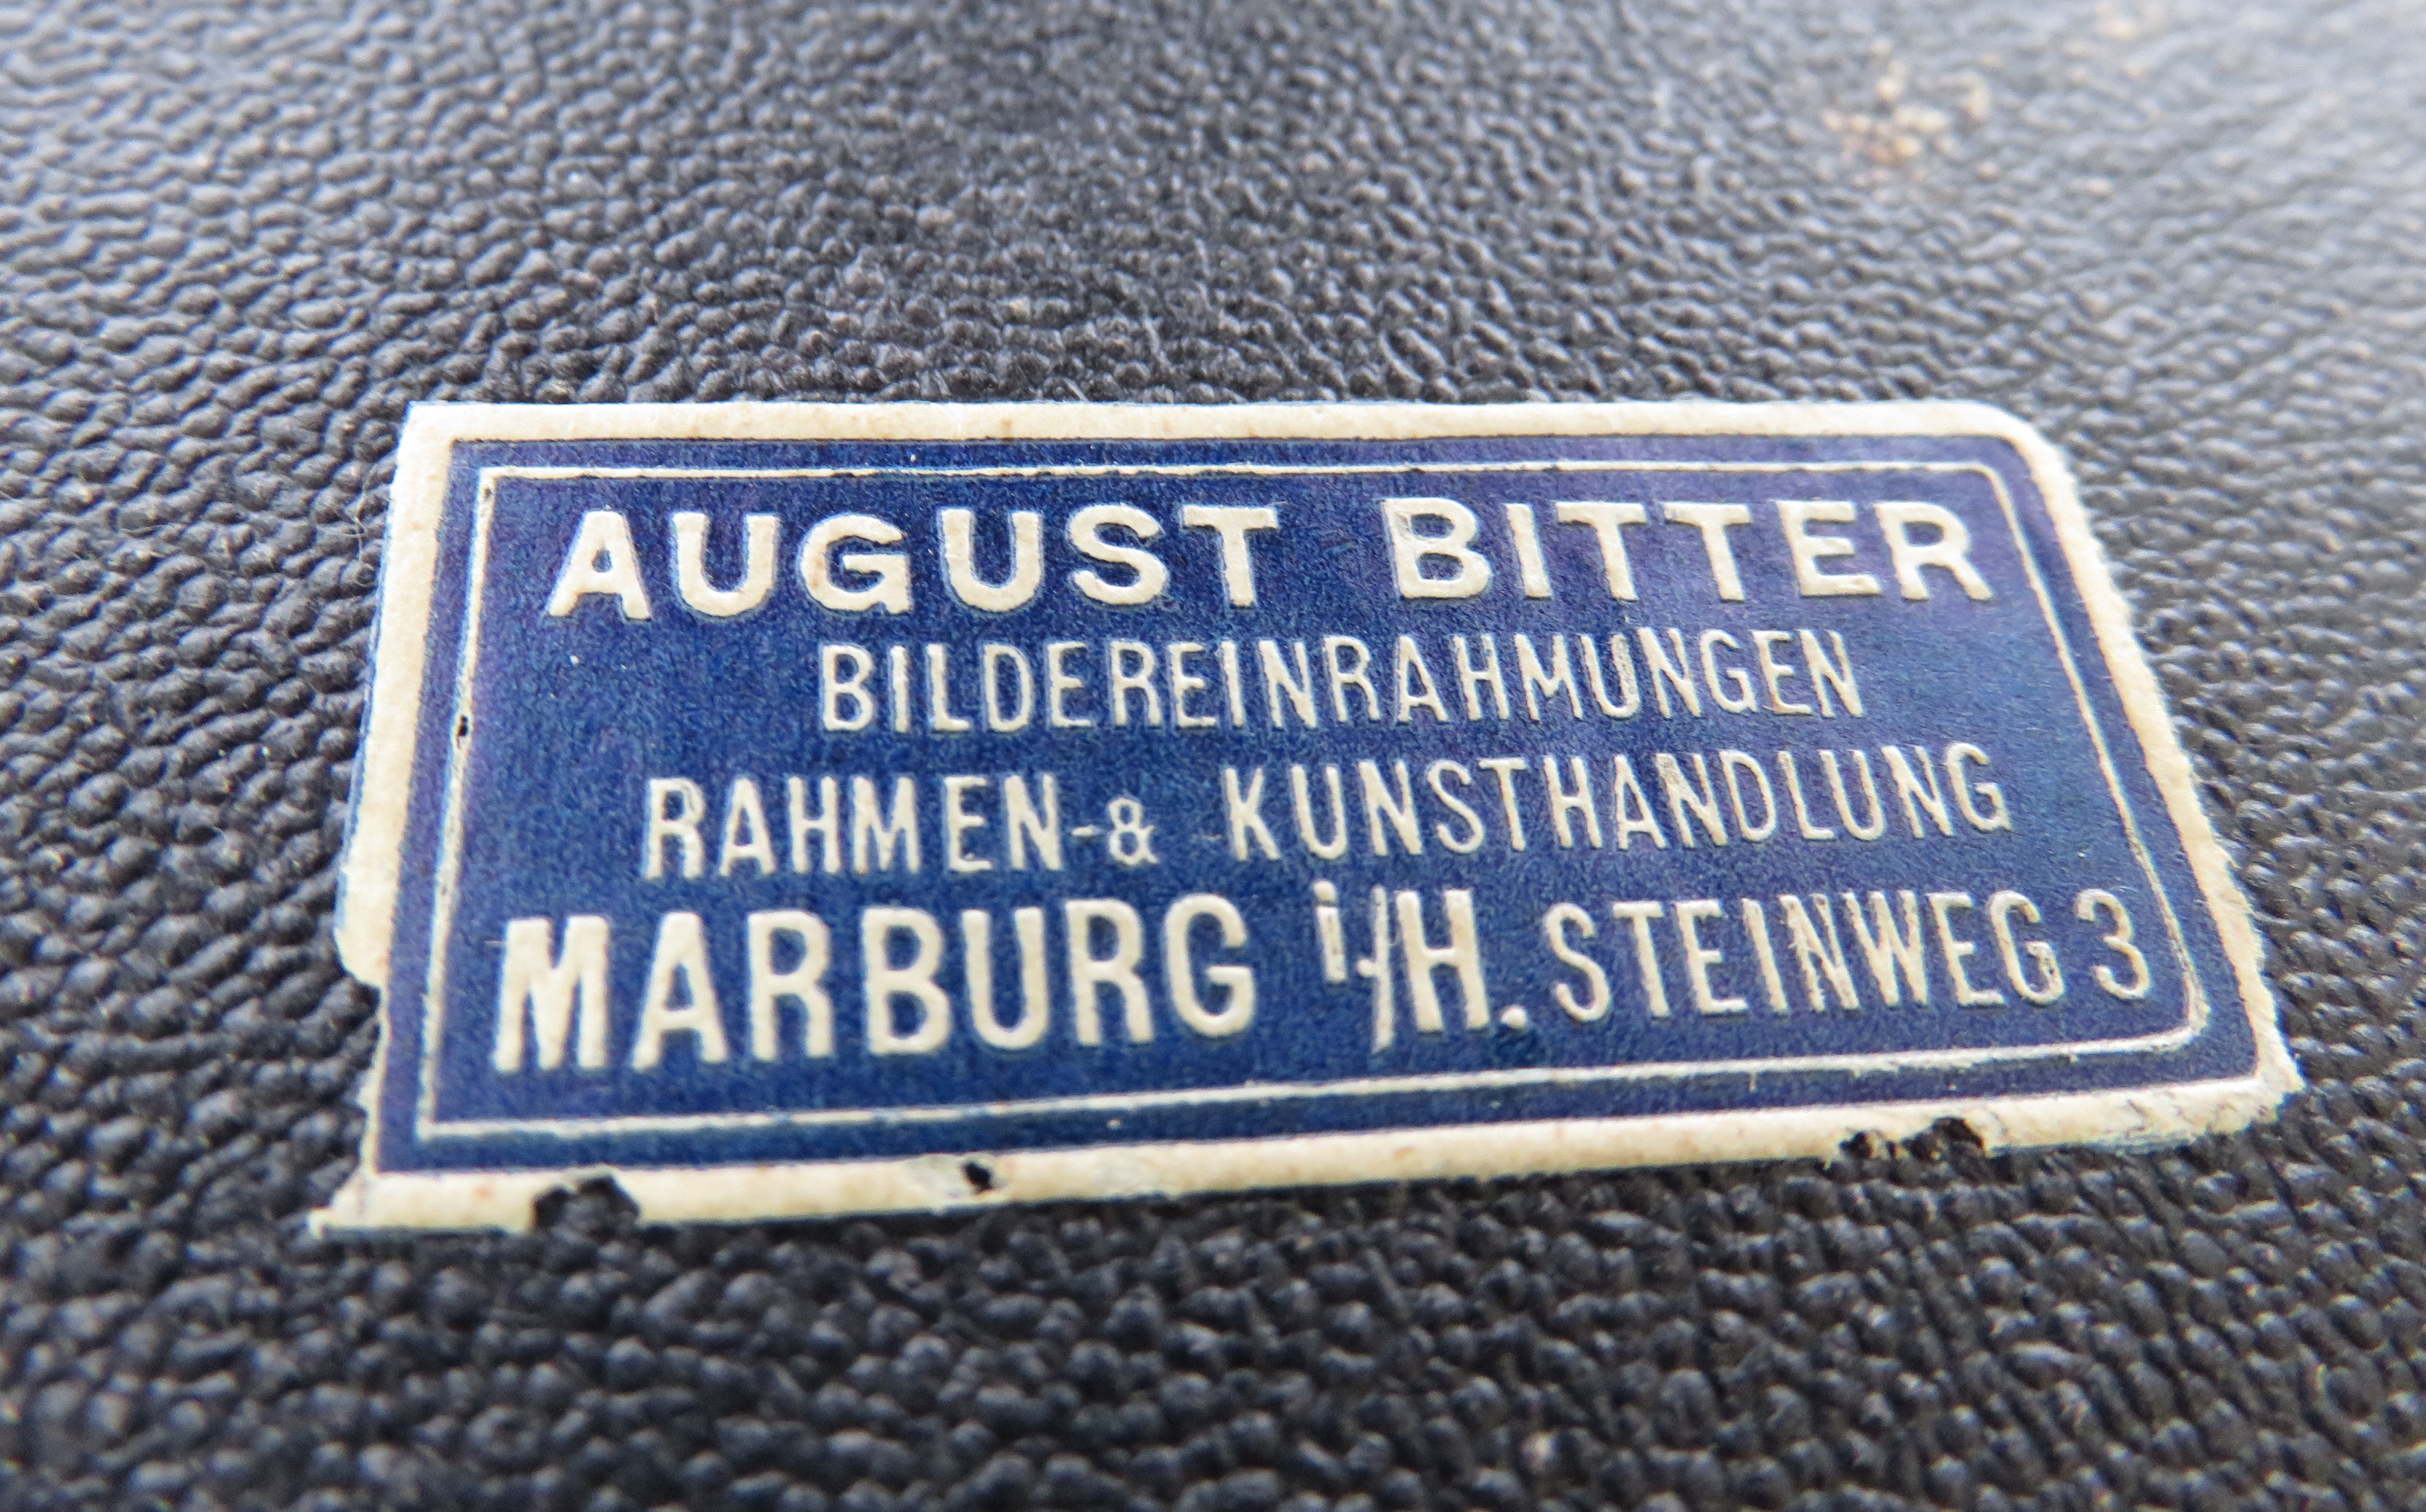 AUGUST BITTER
BILDEREINRAHMUNGEN
RAHMEN-& KUNSTHANDLUNG
MARBURG i./H. STEINWEG 3